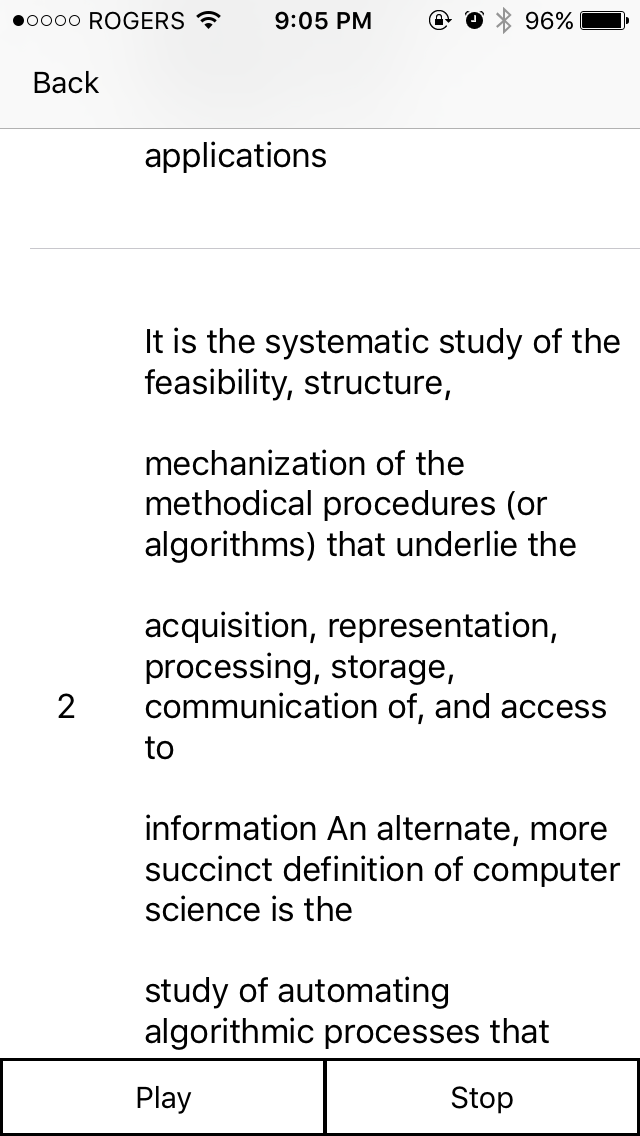 ROGERS 9:05 PM 96%
Back
applications
It is the systematic study of the
feasibility, structure,
mechanization of the
methodical procedures (or
algorithms) that underlie the
acquisition, representation,
processing, storage,
2 communication of, and access
to
information An alternate, more
succinct definition of computer
science is the
study of automating
algorithmic processes that
Play Stop